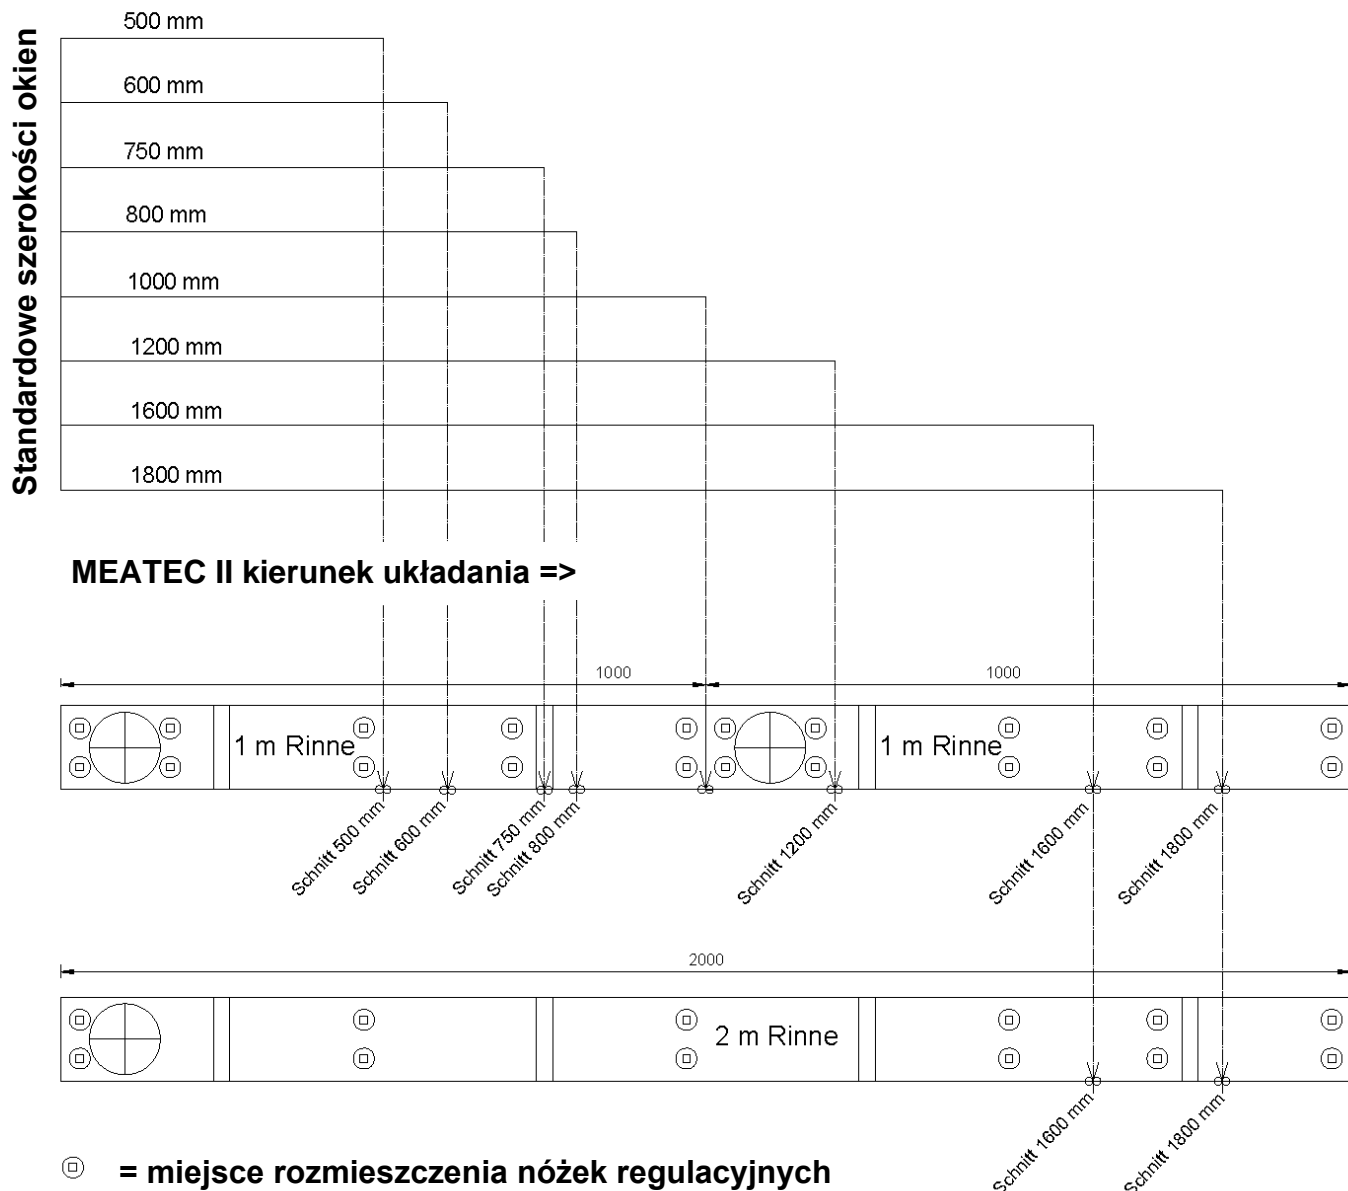 Standardowe szerokości okien
500 mm
600 mm
750 mm
800 mm
1000 mm
1200 mm
1600 mm
1800 mm
MEATEC II kierunek układania =>
1000
1000
1 m Rinne
1 m Rinne
Schnitt 500 mm
Schnitt 600 mm
Schnitt 750 mm
Schnitt 800 mm
Schnitt 1200 mm
Schnitt 1600 mm
Schnitt 1800 mm
2000
2 m Rinne
Schnitt 1600 mm
Schnitt 1800 mm
= miejsce rozmieszczenia nóżek regulacyjnych